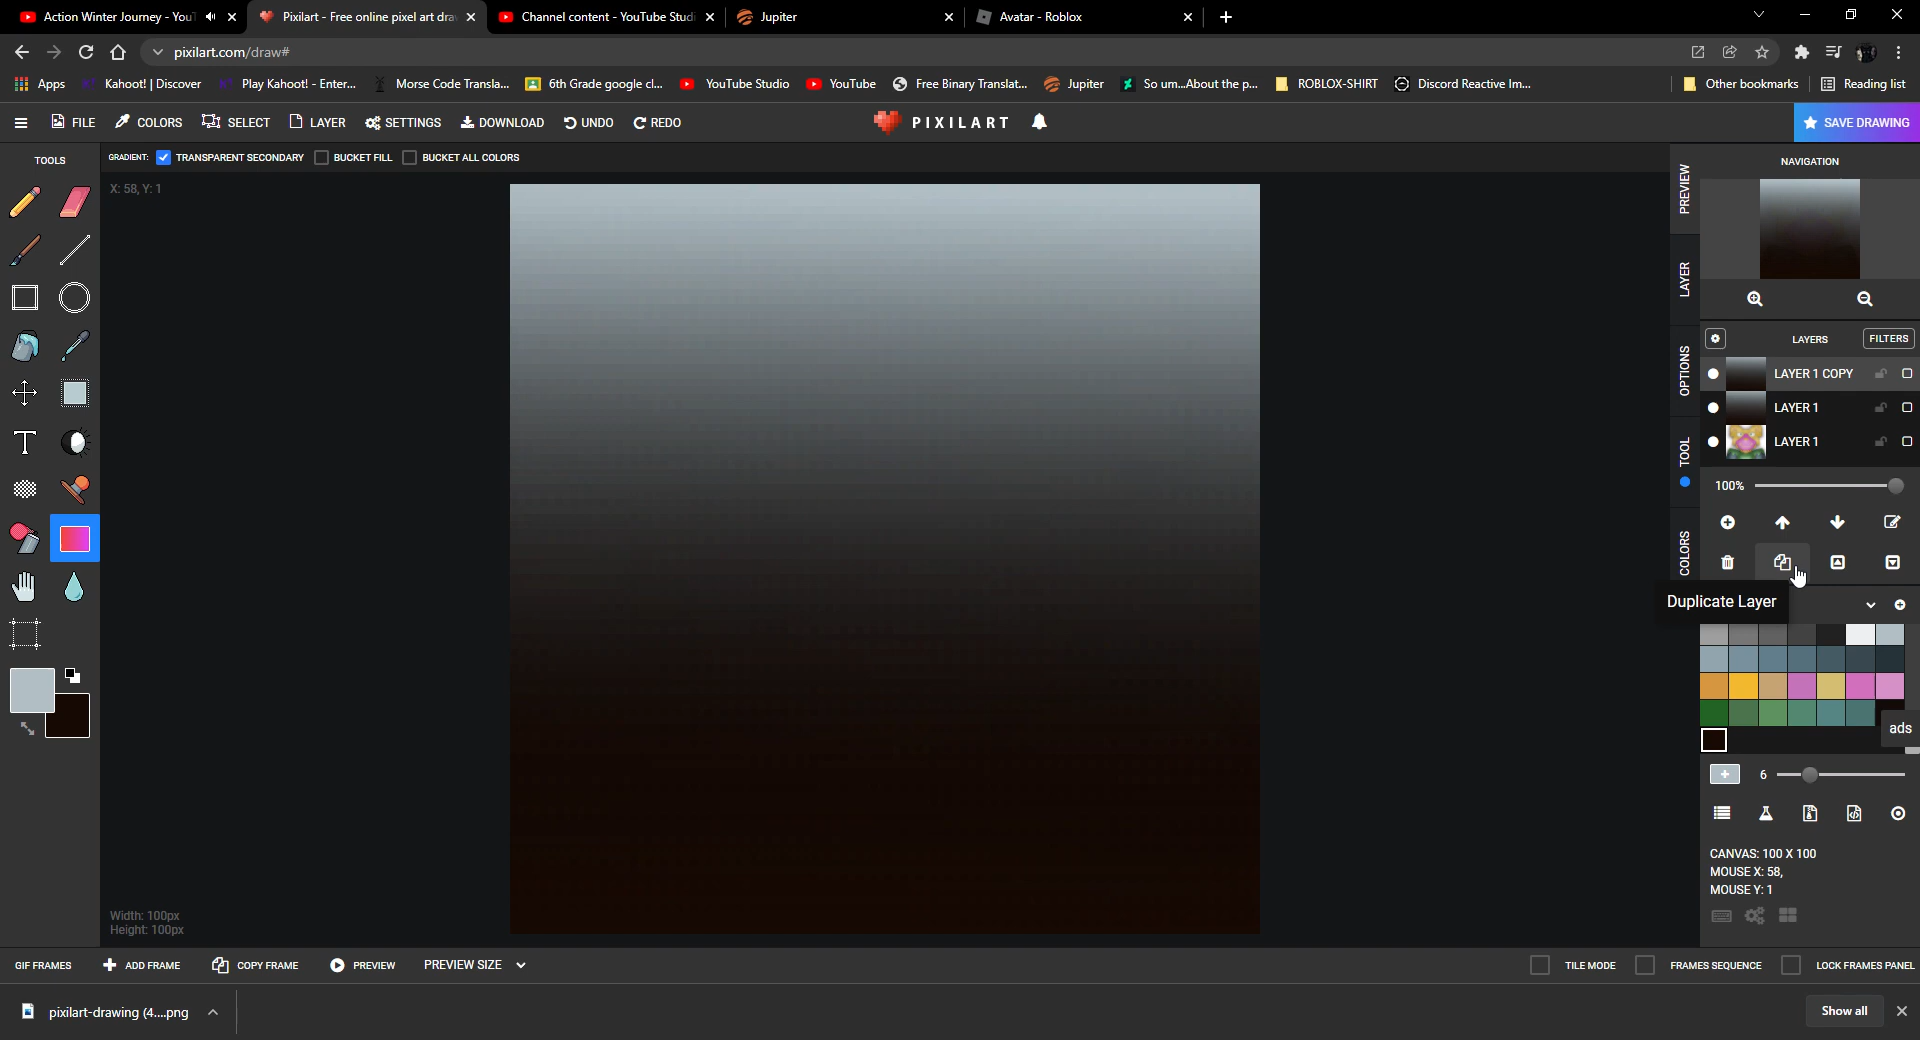 Action Winter Journey - You
Pixilart - Free online pixel art dra
Channel content - YouTube Studi
Jupiter
Avatar - Roblox
pixilart.com/draw#
Apps
Kahoot! | Discover
Play Kahoot! - Enter...
Morse Code Transla...
6th Grade google cl...
YouTube Studio
YouTube
Free Binary Translat...
Jupiter
So um...About the p...
ROBLOX-SHIRT
Discord Reactive Im...
Other bookmarks
Reading list
FILE
COLORS
SELECT
LAYER
SETTINGS
DOWNLOAD
UNDO
REDO
PIXILART
SAVE DRAWING
TOOLS
GRADIENT:
TRANSPARENT SECONDARY
BUCKET FILL
BUCKET ALL COLORS
X: 58, Y: 1
PREVIEW
LAYER
OPTIONS
TOOL
COLORS
NAVIGATION
LAYERS
FILTERS
LAYER 1 COPY
LAYER 1
LAYER 1
100%
Duplicate Layer
ads
6
CANVAS: 100 X 100
MOUSE X: 58,
MOUSE Y: 1
Width: 100px
Height: 100px
GIF FRAMES
ADD FRAME
COPY FRAME
PREVIEW
PREVIEW SIZE
TILE MODE
FRAMES SEQUENCE
LOCK FRAMES PANEL
pixilart-drawing (4....png
Show all